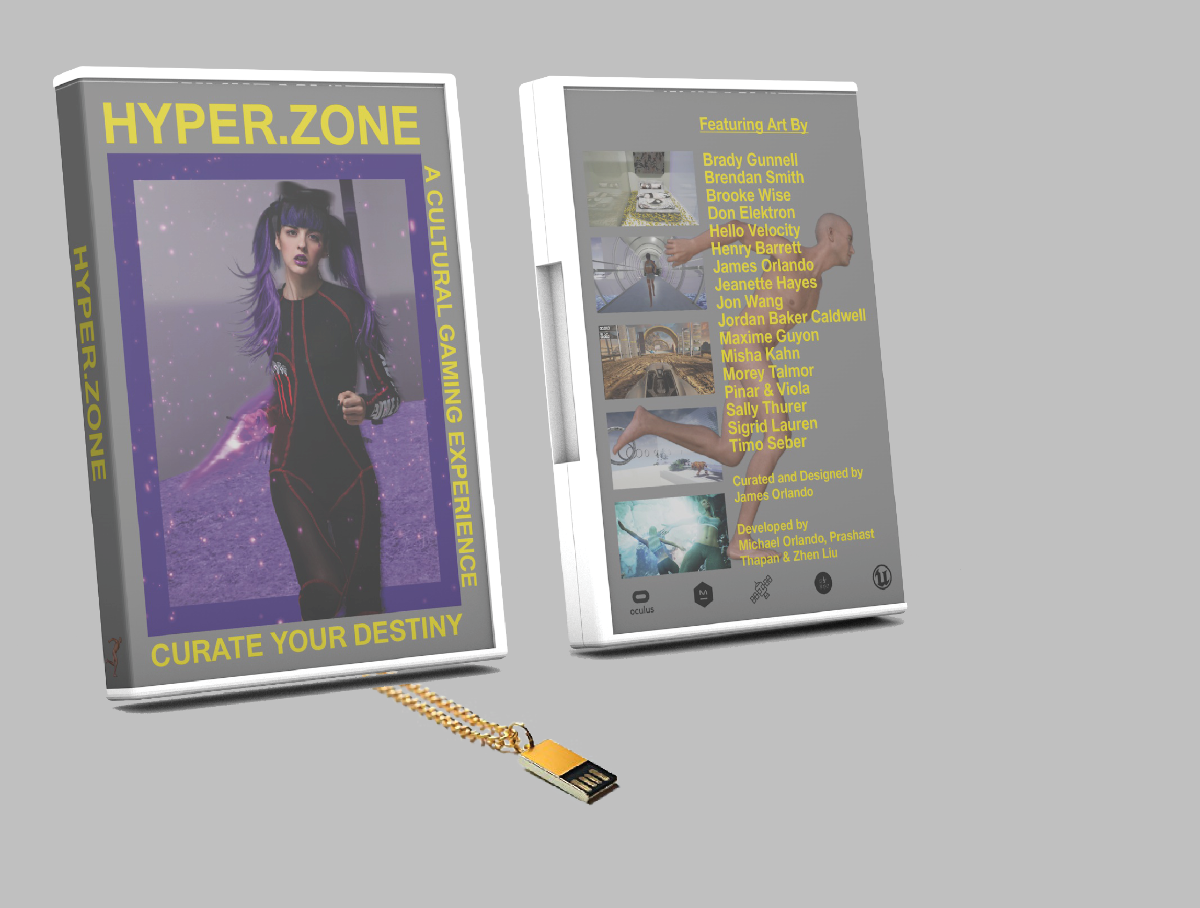 HYPER.ZONE
A CULTURAL GAMING EXPERIENCE
CURATE YOUR DESTINY
HYPER.ZONE
Featuring Art By
Brady Gunnell
Brendan Smith
Brooke Wise
Don Elektron
Hello Velocity
Henry Barrett
James Orlando
Jeanette Hayes
Jon Wang
Jordan Baker Caldwell
Maxime Guyon
Misha Kahn
Morey Talmor
Pinar & Viola
Sally Thurer
Sigrid Lauren
Timo Seber
Curated and Designed by
James Orlando
Developed by
Michael Orlando, Prashast
Thapan & Zhen Liu
oculus